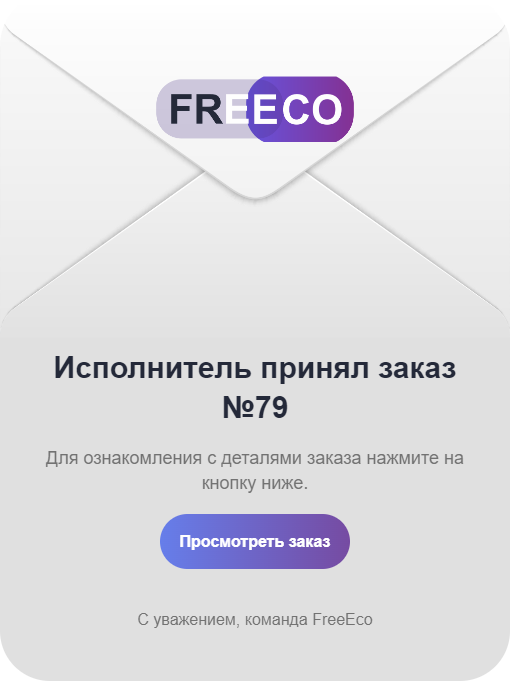 FREECO
Исполнитель принял заказ
№79
Для ознакомления с деталями заказа нажмите на
кнопку ниже.
Просмотреть заказ
С уважением, команда FreeEco